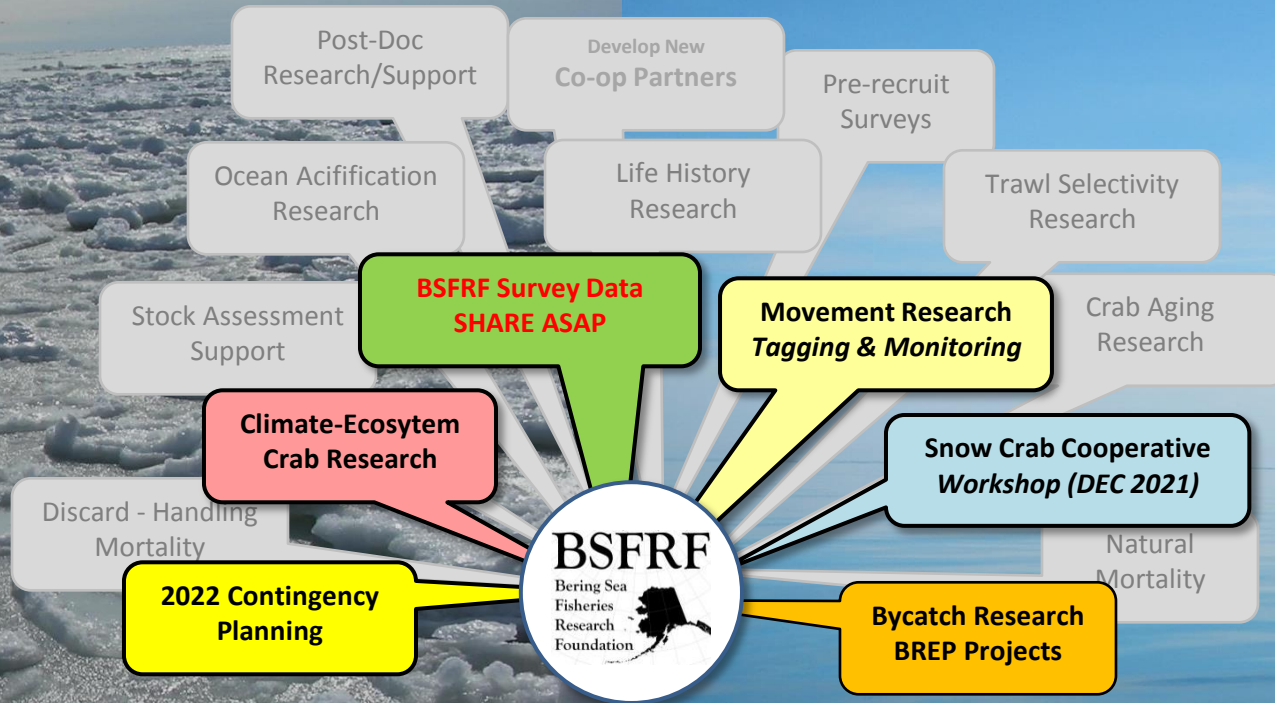 Post-Doc
Research/Support
Develop New
Co-op Partners
Pre-recruit
Surveys
Ocean Acifification
Research
Life History
Research
Trawl Selectivity
Research
BSFRF Survey Data
SHARE ASAP
Movement Research
Tagging & Monitoring
Stock Assessment
Support
Crab Aging
Research
Climate-Ecosytem
Crab Research
Snow Crab Cooperative
Workshop (DEC 2021)
Discard - Handling
Mortality
Natural
Mortality
2022 Contingency
Planning
BSFRF
Bering Sea
Fisheries
Research
Foundation
Bycatch Research
BREP Projects